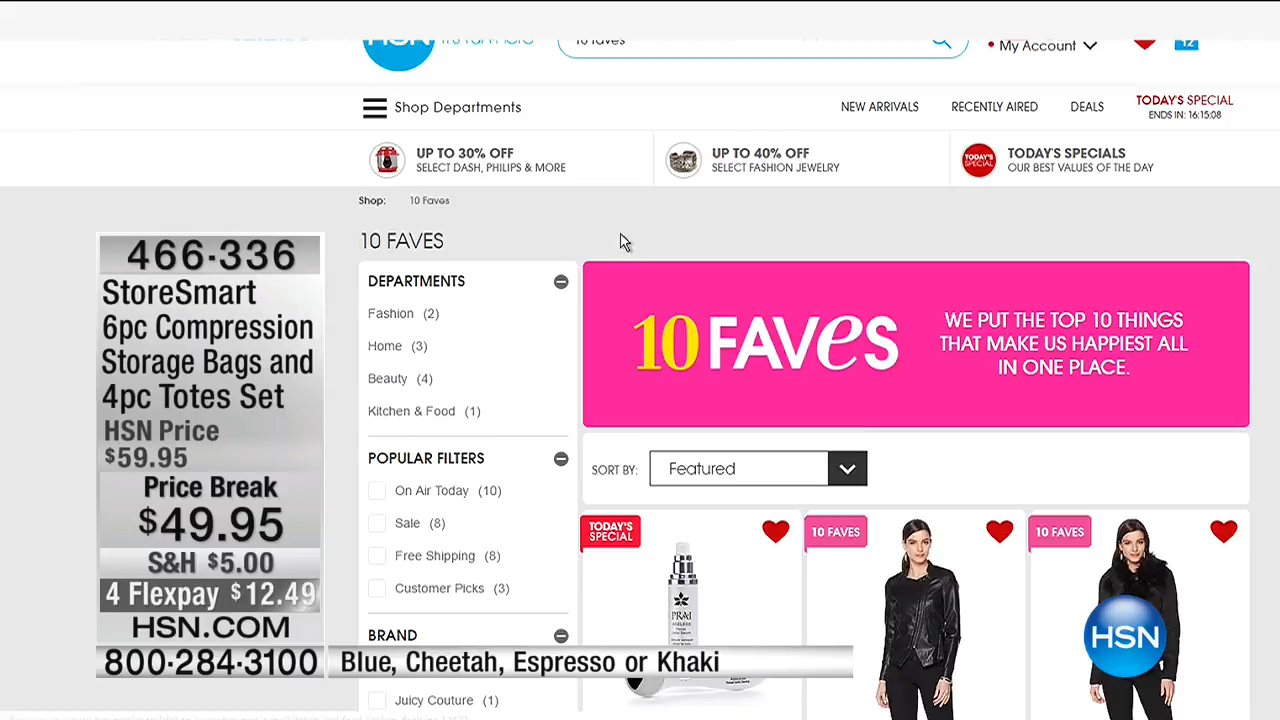 HSN
10 faves
My Account
12
Shop Departments
NEW ARRIVALS
RECENTLY AIRED
DEALS
TODAY'S SPECIAL
ENDS IN: 16:15:08
UP TO 30% OFF
SELECT DASH, PHILIPS & MORE
UP TO 40% OFF
SELECT FASHION JEWELRY
TODAY'S
SPECIAL
TODAY'S SPECIALS
OUR BEST VALUES OF THE DAY
Shop: 10 Faves
466-336
StoreSmart
6pc Compression
Storage Bags and
4pc Totes Set
HSN Price
$59.95
Price Break
$49.95
S&H $5.00
4 Flexpay $12.49
HSN.COM
800-284-3100
Blue, Cheetah, Espresso or Khaki
10 FAVES
DEPARTMENTS
Fashion (2)
Home (3)
Beauty (4)
Kitchen & Food (1)
POPULAR FILTERS
On Air Today (10)
Sale (8)
Free Shipping (8)
Customer Picks (3)
BRAND
Juicy Couture (1)
10 FAVES
WE PUT THE TOP 10 THINGS
THAT MAKE US HAPPIEST ALL
IN ONE PLACE.
SORT BY: Featured
TODAY'S
SPECIAL
PRAI
AGELESS
10 FAVES
10 FAVES
HSN